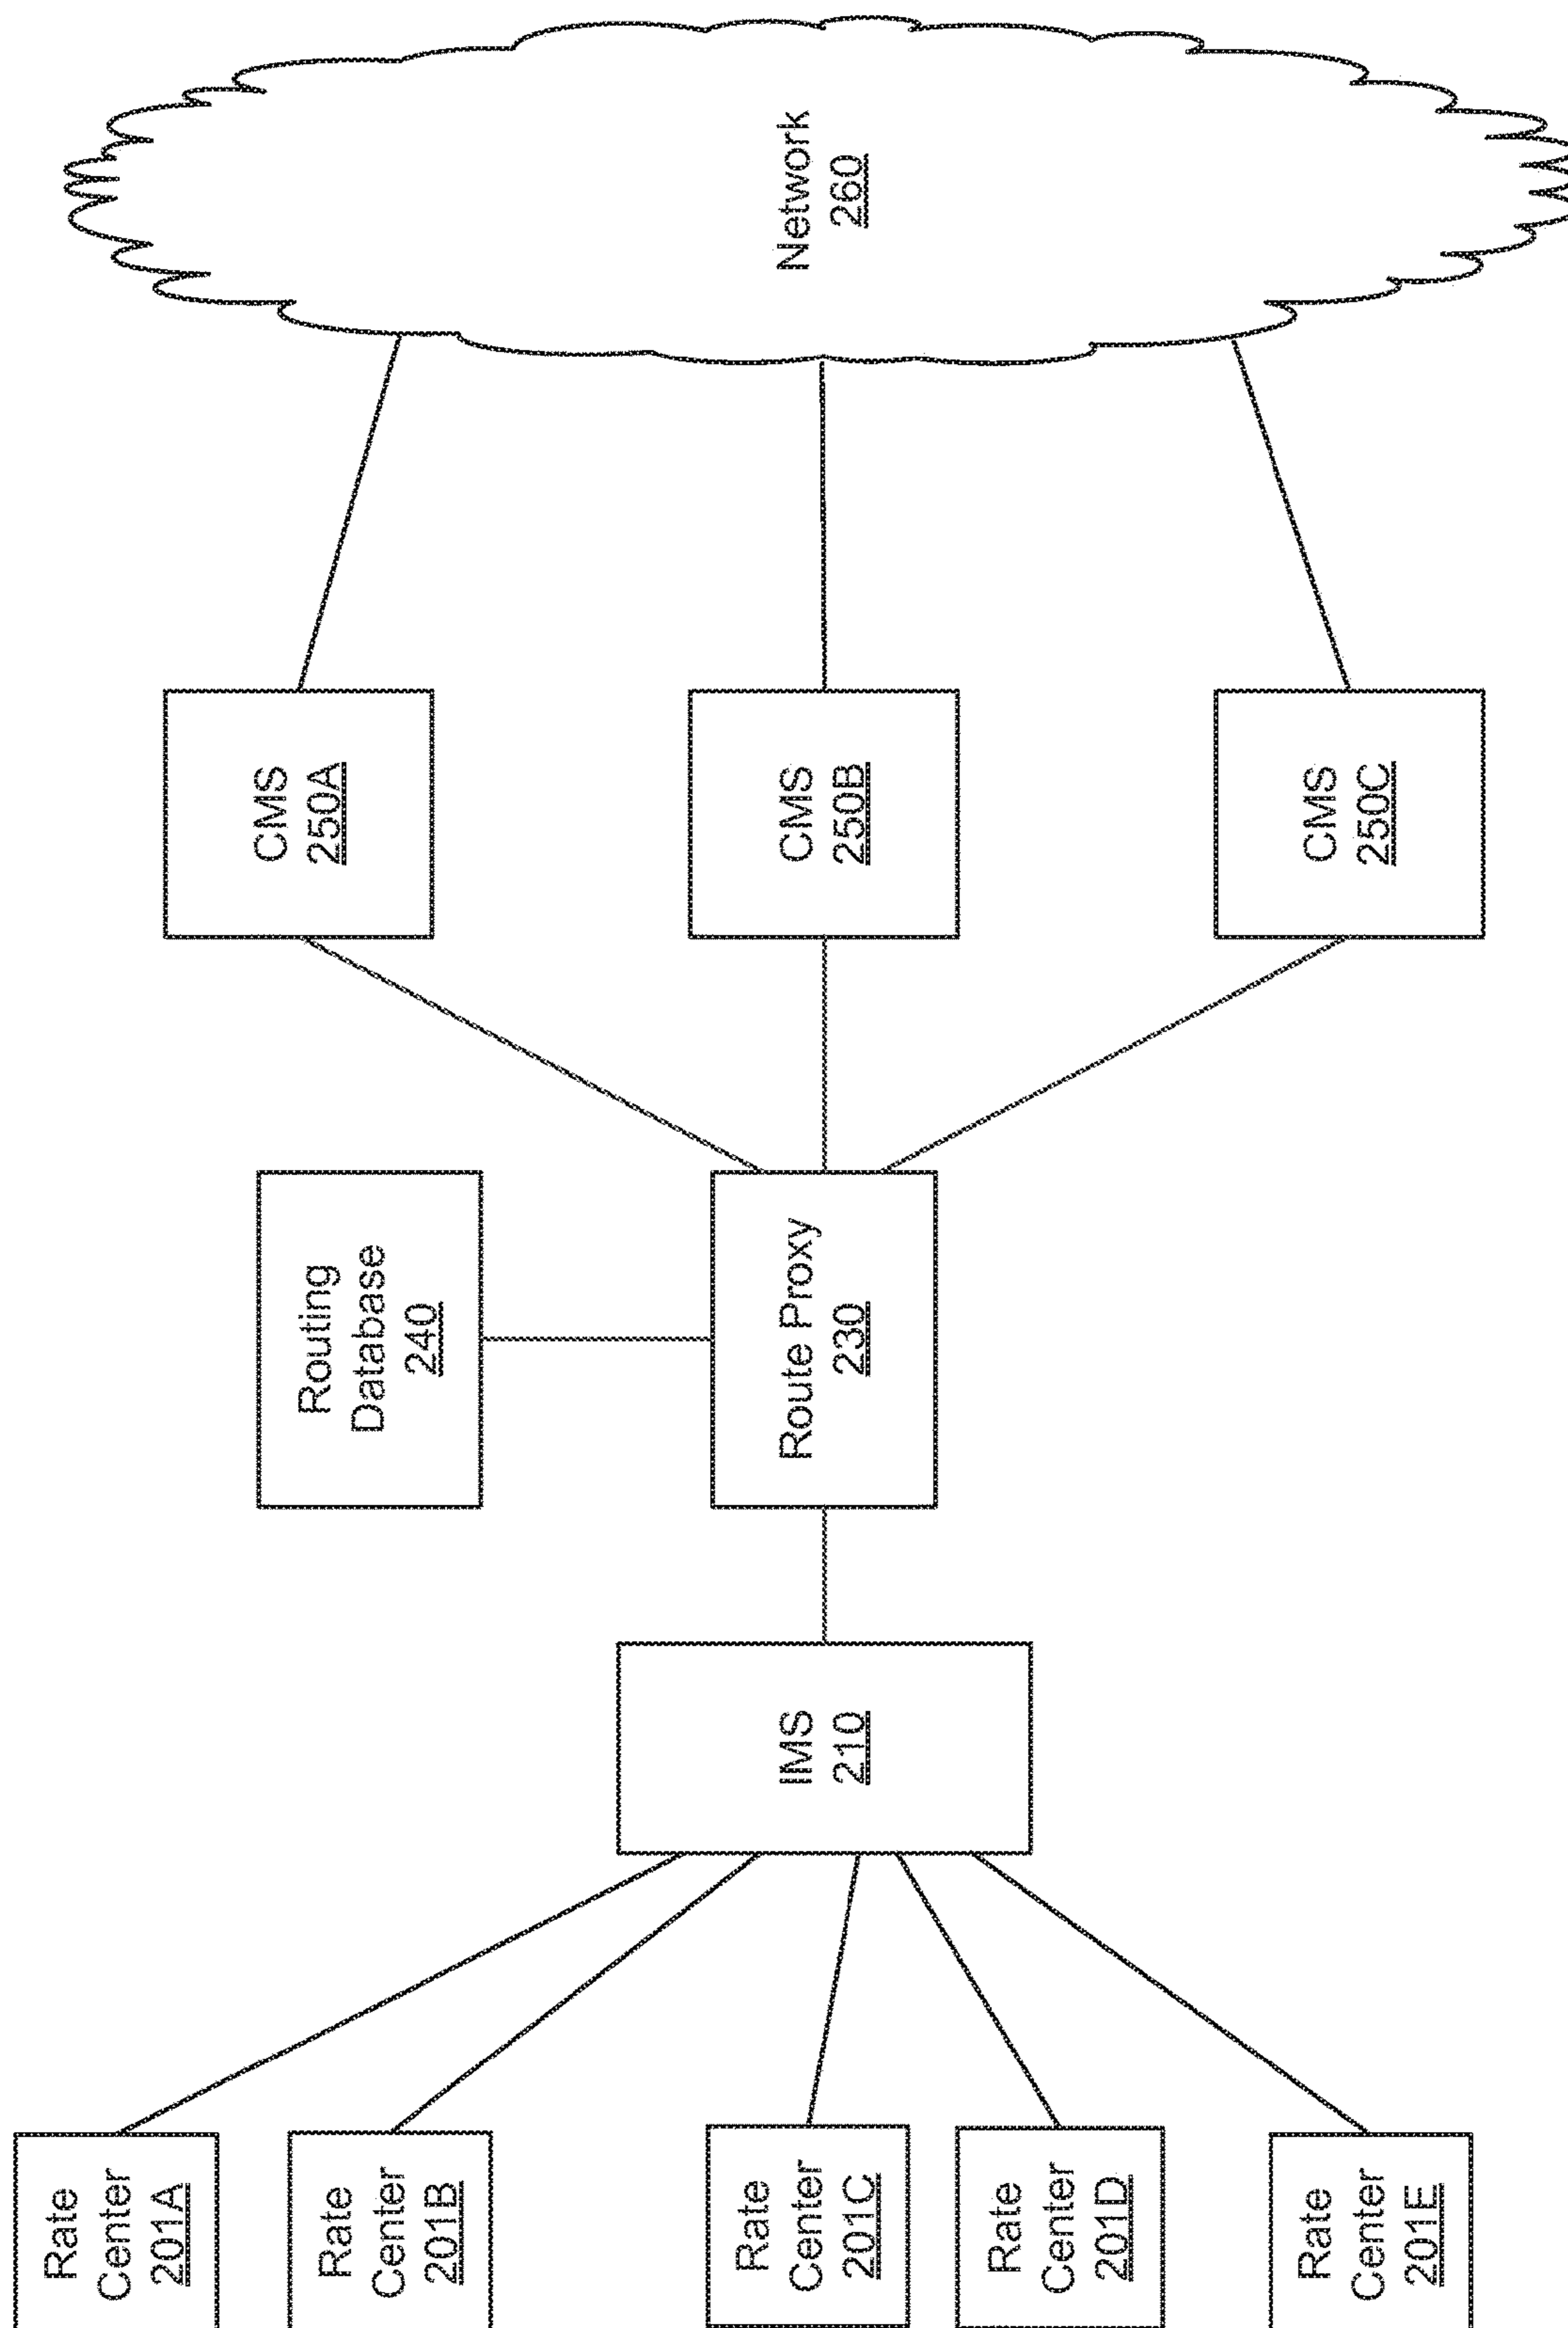 Rate
Center
201A
Rate
Center
201B
Rate
Center
201C
Rate
Center
201D
Rate
Center
201E
IMS
210
Routing
Database
240
Route Proxy
230
CMS
250A
CMS
250B
CMS
250C
Network
260